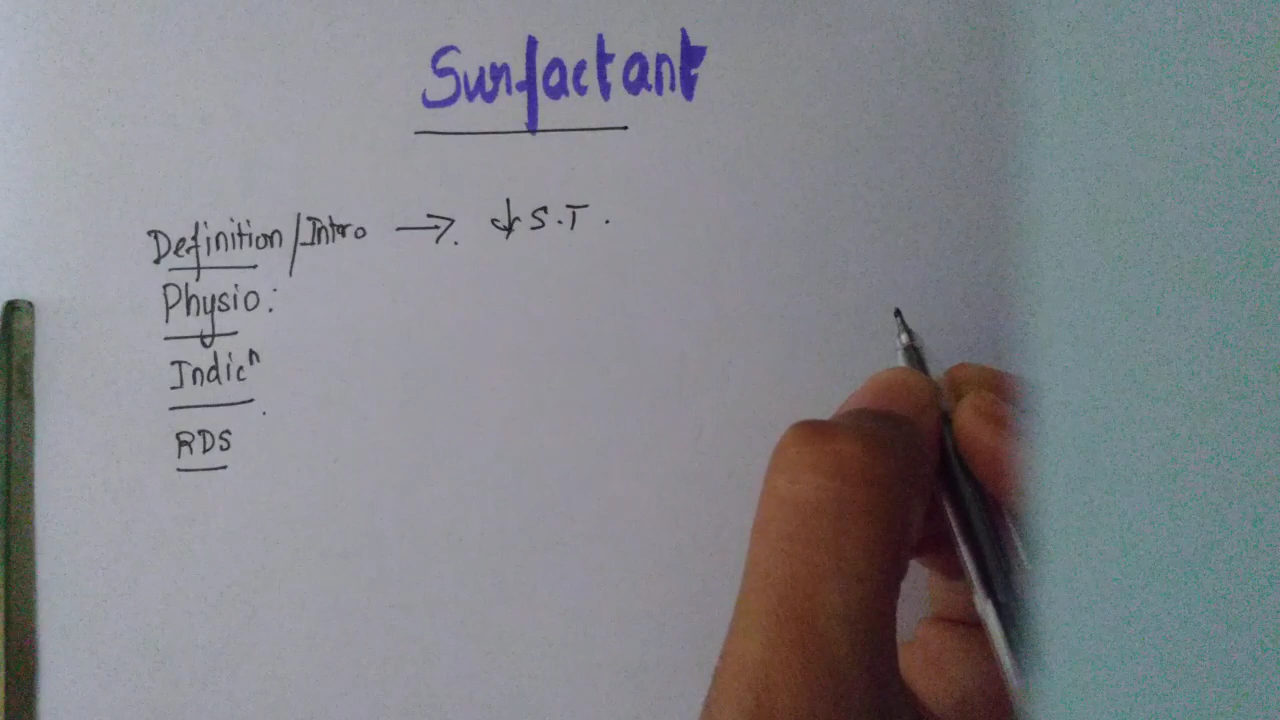 Surfactant
Definition/Intro → ↓ S.T.
Physio:
Indicⁿ
RDS